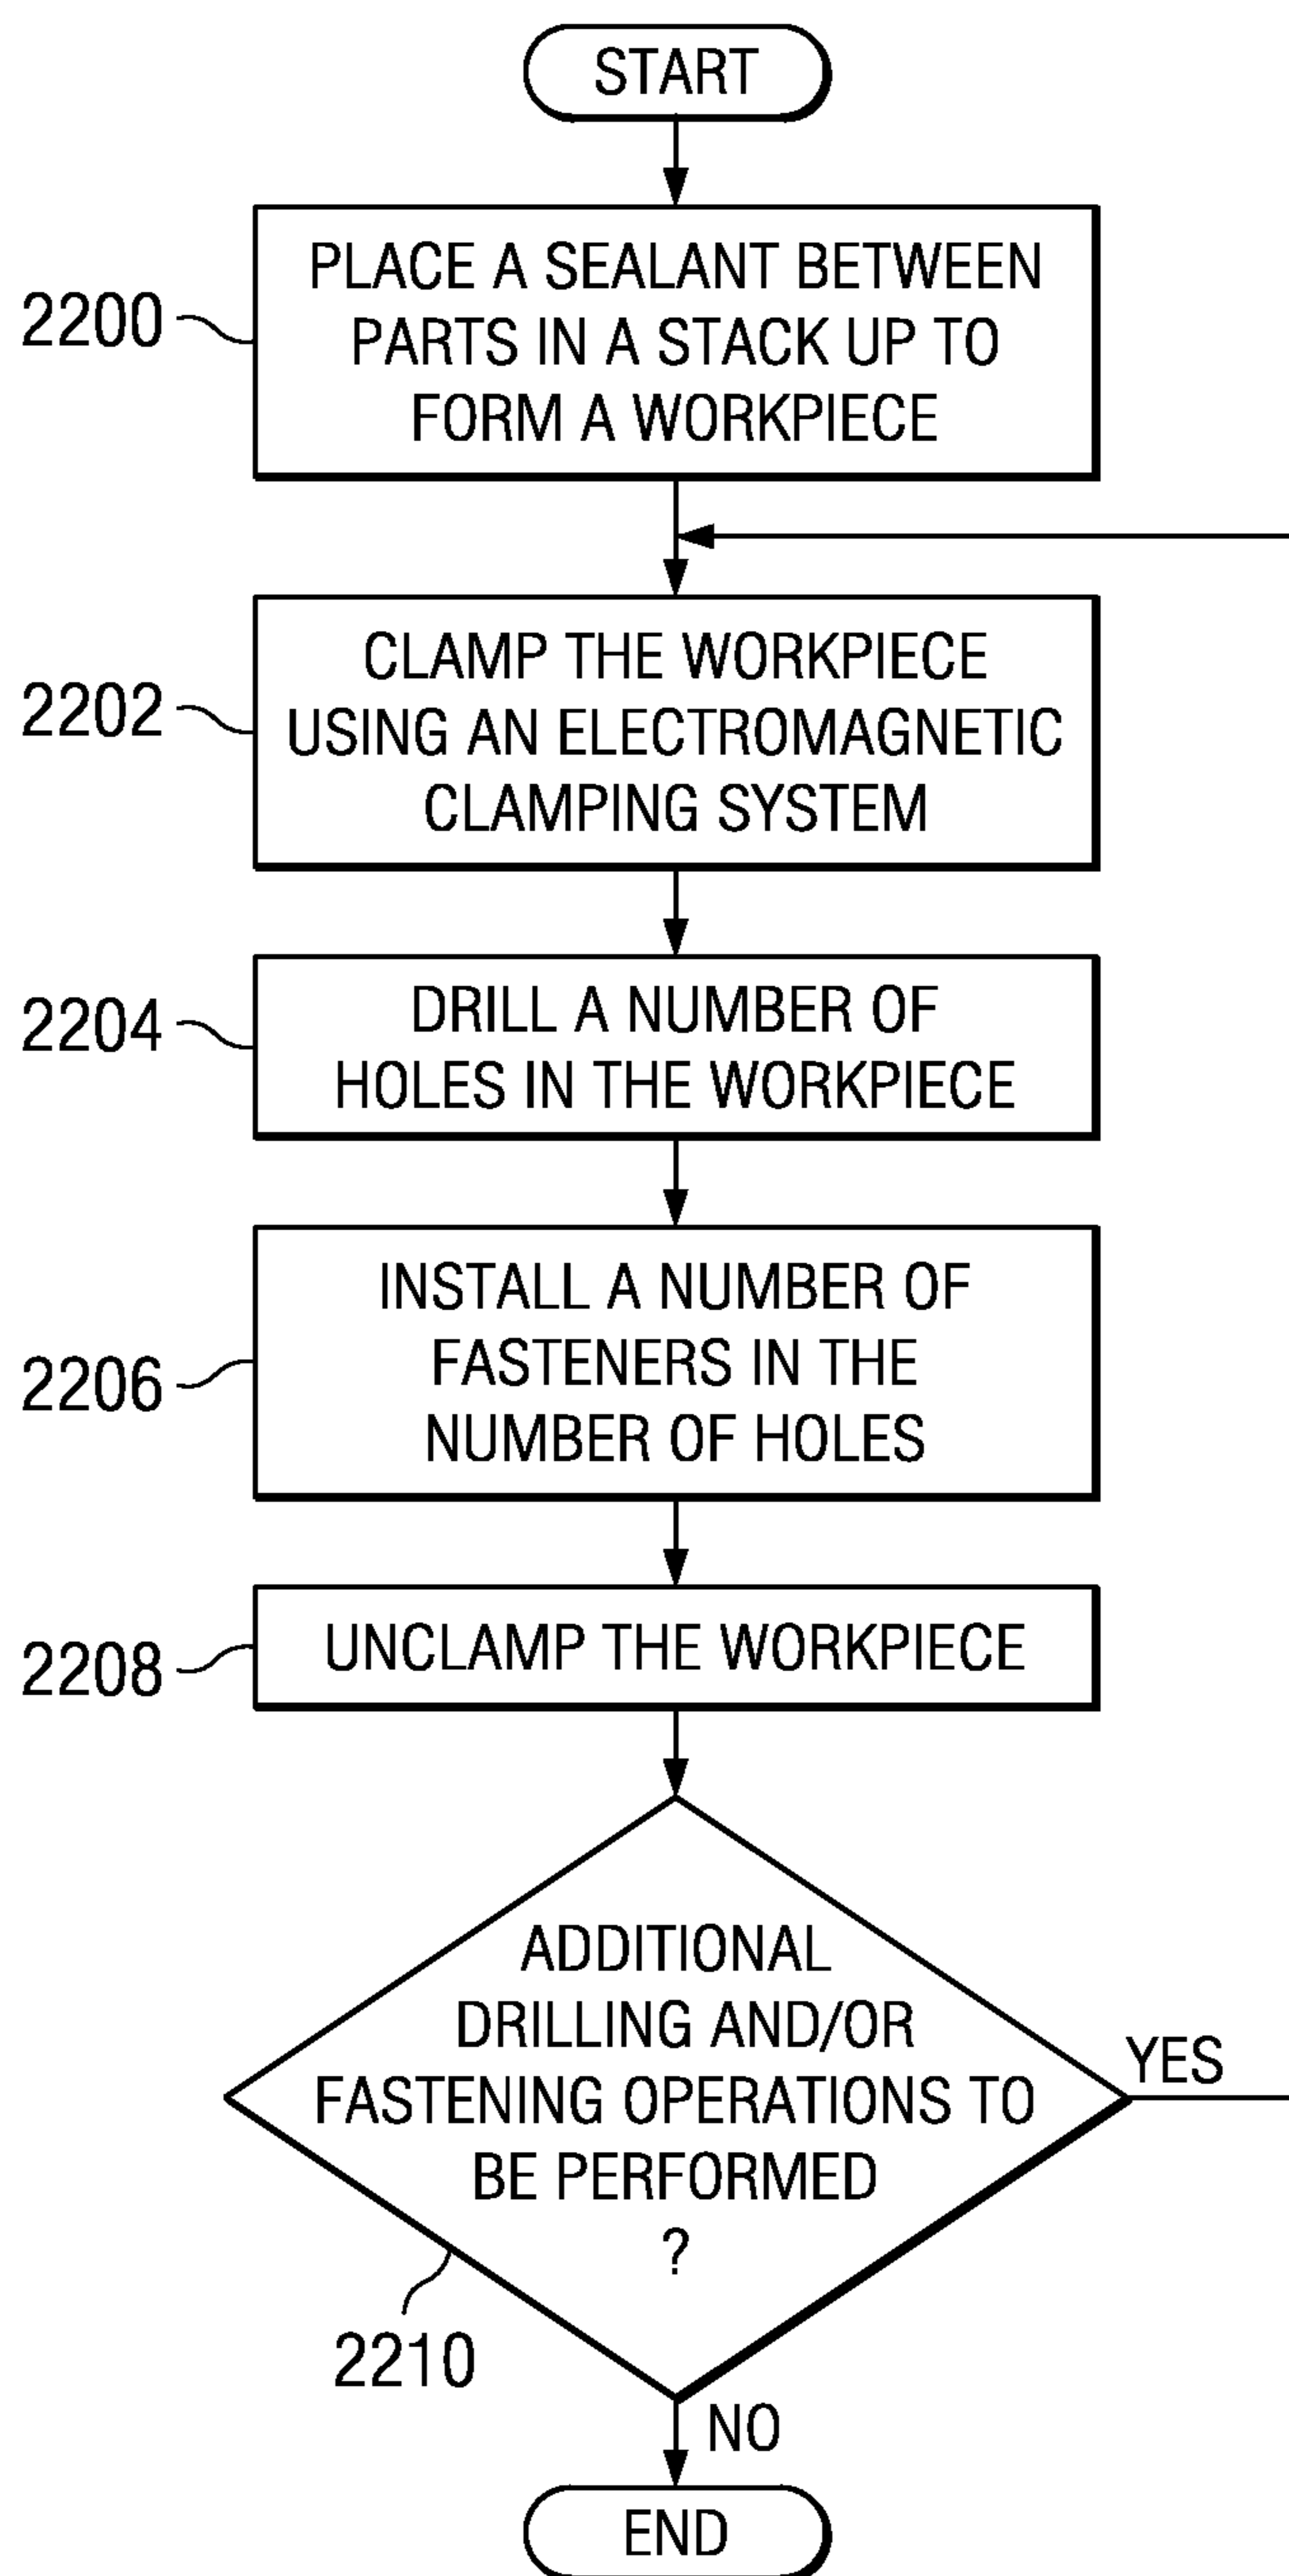 START
2200
PLACE A SEALANT BETWEEN
PARTS IN A STACK UP TO
FORM A WORKPIECE
2202
CLAMP THE WORKPIECE
USING AN ELECTROMAGNETIC
CLAMPING SYSTEM
2204
DRILL A NUMBER OF
HOLES IN THE WORKPIECE
2206
INSTALL A NUMBER OF
FASTENERS IN THE
NUMBER OF HOLES
2208
UNCLAMP THE WORKPIECE
ADDITIONAL
DRILLING AND/OR
FASTENING OPERATIONS TO
BE PERFORMED
?
YES
2210
NO
END